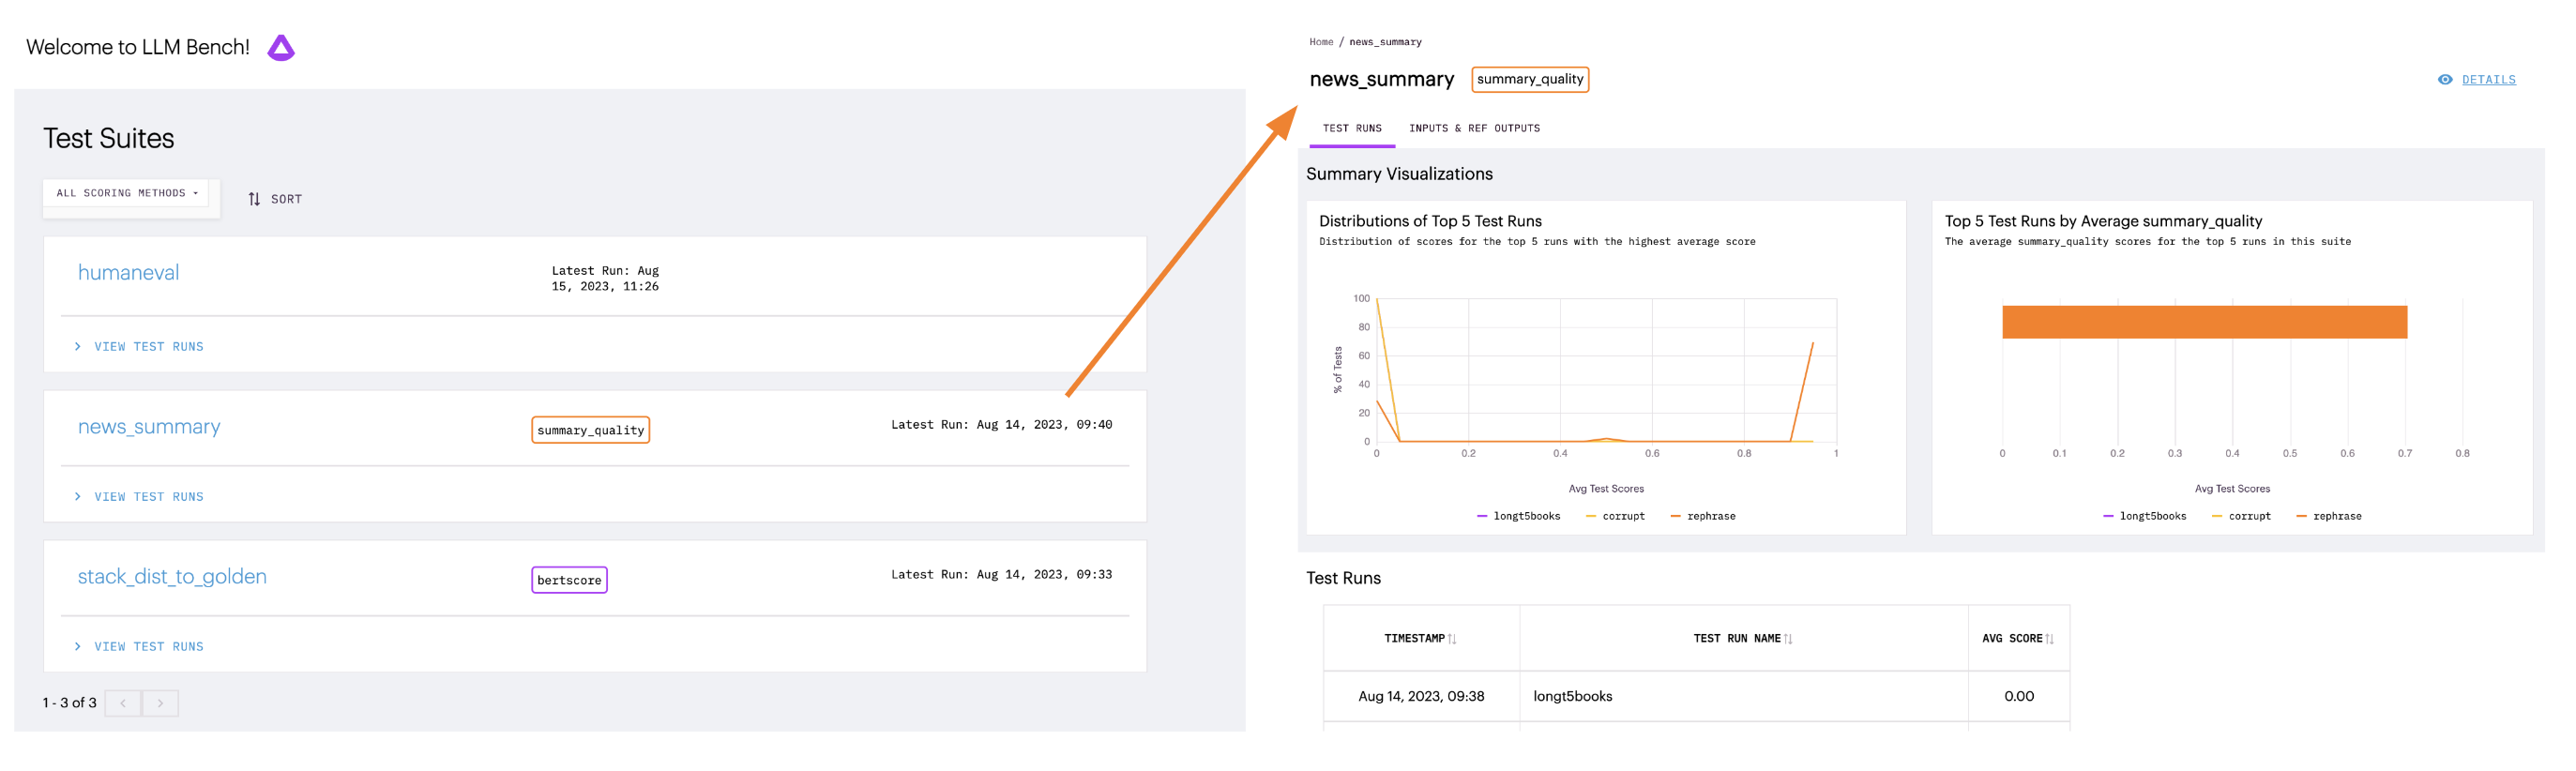 Welcome to LLM Bench!
Test Suites
ALL SCORING METHODS
SORT
humaneval
Latest Run: Aug
15, 2023, 11:26
VIEW TEST RUNS
news_summary
summary_quality
Latest Run: Aug 14, 2023, 09:40
VIEW TEST RUNS
stack_dist_to_golden
bertscore
Latest Run: Aug 14, 2023, 09:33
VIEW TEST RUNS
1 - 3 of 3
Home / news_summary
news_summary
summary_quality
DETAILS
TEST RUNS
INPUTS & REF OUTPUTS
Summary Visualizations
Distributions of Top 5 Test Runs
Distribution of scores for the top 5 runs with the highest average score
100
80
60
40
20
0
% of Tests
0 0.2 0.4 0.6 0.8 1
Avg Test Scores
longt5books corrupt rephrase
Top 5 Test Runs by Average summary_quality
The average summary_quality scores for the top 5 runs in this suite
0 0.1 0.2 0.3 0.4 0.5 0.6 0.7 0.8
Avg Test Scores
longt5books corrupt rephrase
Test Runs
TIMESTAMP TEST RUN NAME AVG SCORE
Aug 14, 2023, 09:38 longt5books 0.00